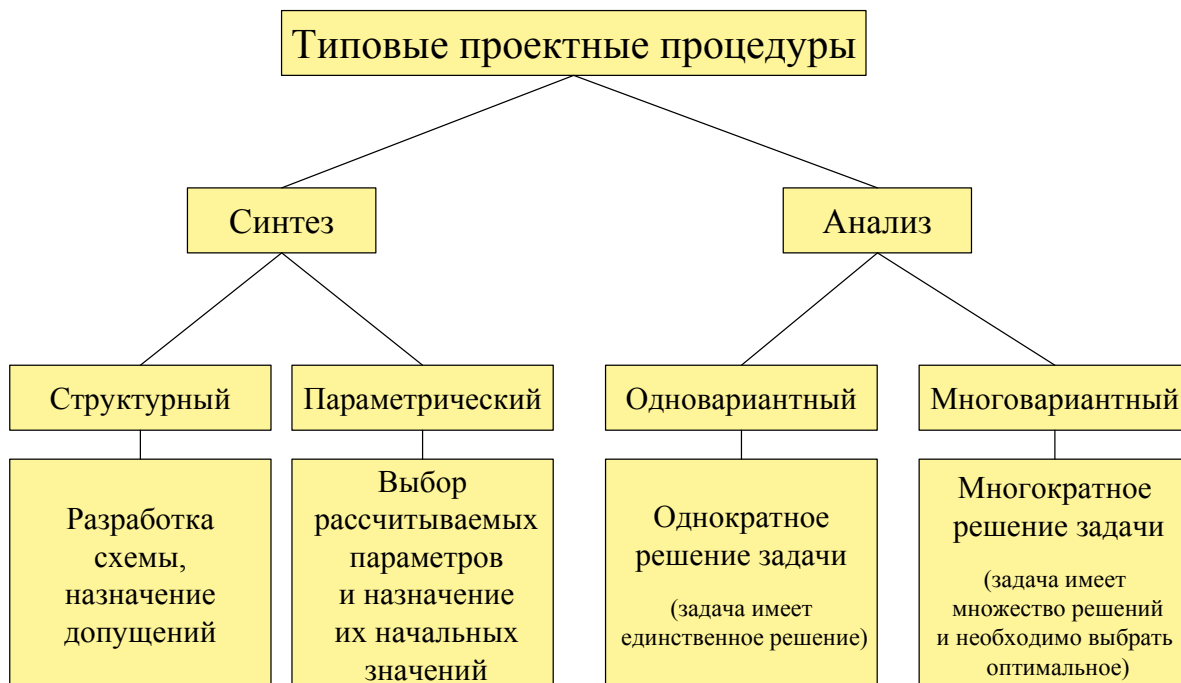 Типовые проектные процедуры
Синтез
Анализ
Структурный
Параметрический
Одновариантный
Многовариантный
Разработка
схемы,
назначение
допущений
Выбор
рассчитываемых
параметров
и назначение
их начальных
значений
Однократное
решение задачи
(задача имеет
единственное решение)
Многократное
решение задачи
(задача имеет
множество решений
и необходимо выбрать
оптимальное)